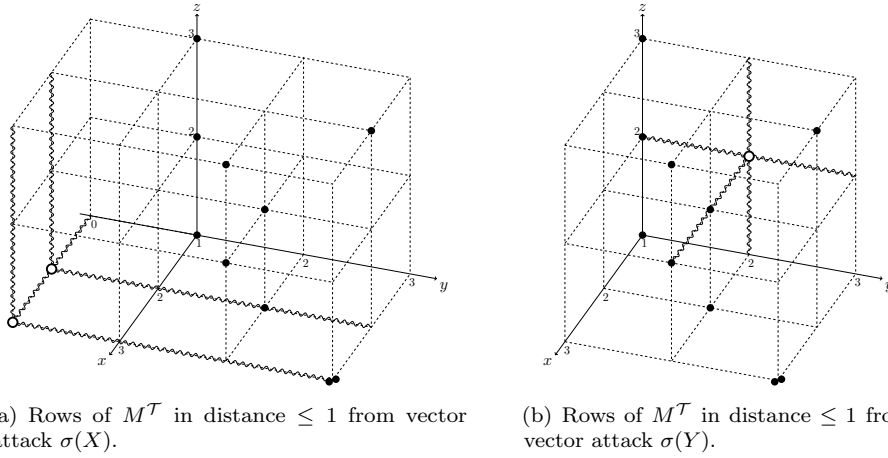 z
3
2
0
1
2
3
y
2
3
x
a) Rows of M^𝒯 in distance ≤ 1 from vector
attack σ(X).
z
3
2
1
2
3
y
2
3
x
(b) Rows of M^𝒯 in distance ≤ 1 fro
vector attack σ(Y).